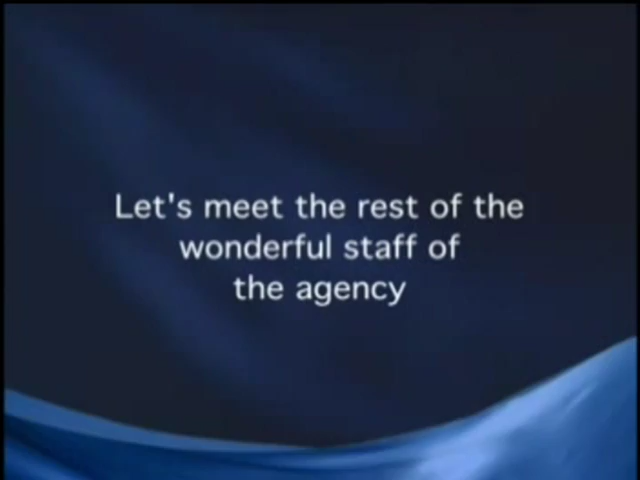 Let's meet the rest of the
wonderful staff of
the agency